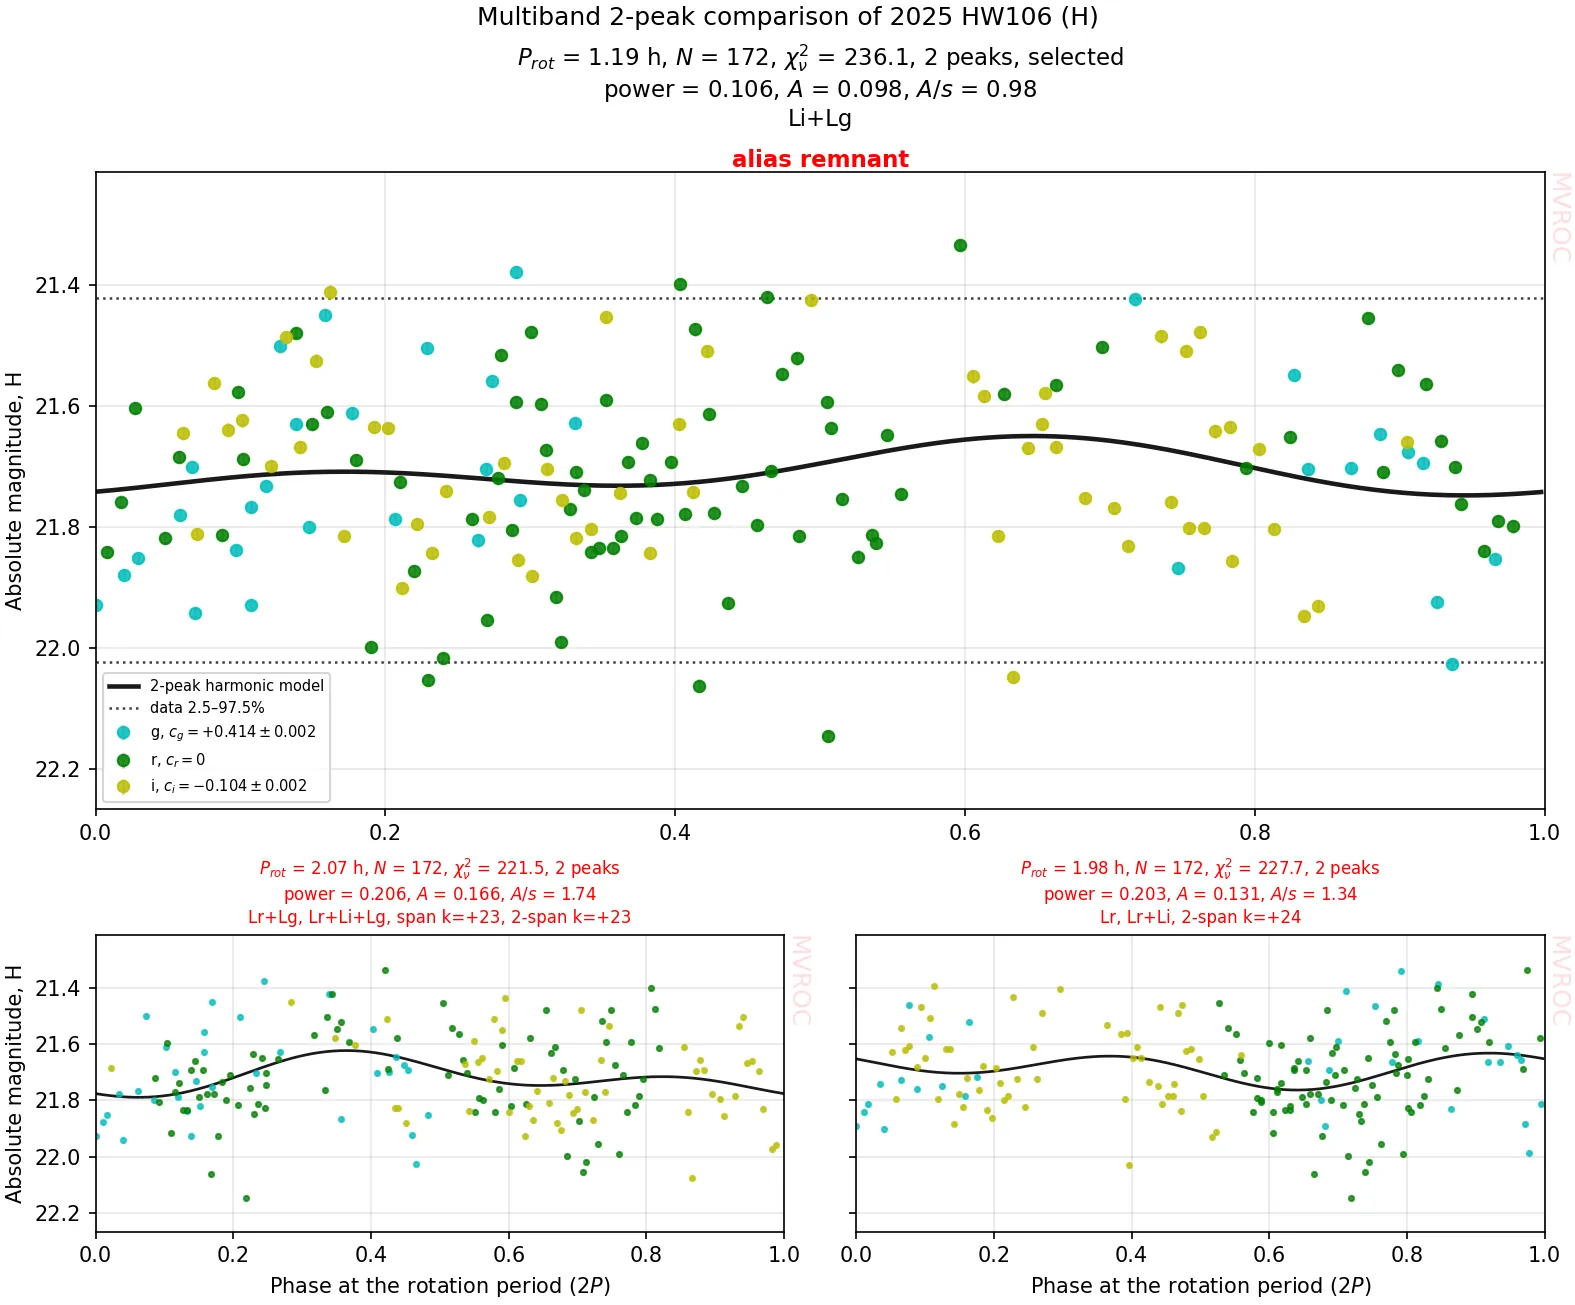 Multiband 2-peak comparison of 2025 HW106 (H)
P_rot = 1.19 h, N = 172, χ²_ν = 236.1, 2 peaks, selected
power = 0.106, A = 0.098, A/s = 0.98
Li+Lg
alias remnant
MVROC
Absolute magnitude, H
21.4
21.6
21.8
22.0
22.2
2-peak harmonic model
data 2.5–97.5%
g, c_g = +0.414 ± 0.002
r, c_r = 0
i, c_i = −0.104 ± 0.002
0.0 0.2 0.4 0.6 0.8 1.0
P_rot = 2.07 h, N = 172, χ²_ν = 221.5, 2 peaks
power = 0.206, A = 0.166, A/s = 1.74
Lr+Lg, Lr+Li+Lg, span k=+23, 2-span k=+23
MVROC
Absolute magnitude, H
21.4
21.6
21.8
22.0
22.2
0.0 0.2 0.4 0.6 0.8 1.0
Phase at the rotation period (2P)
P_rot = 1.98 h, N = 172, χ²_ν = 227.7, 2 peaks
power = 0.203, A = 0.131, A/s = 1.34
Lr, Lr+Li, 2-span k=+24
MVROC
0.0 0.2 0.4 0.6 0.8 1.0
Phase at the rotation period (2P)